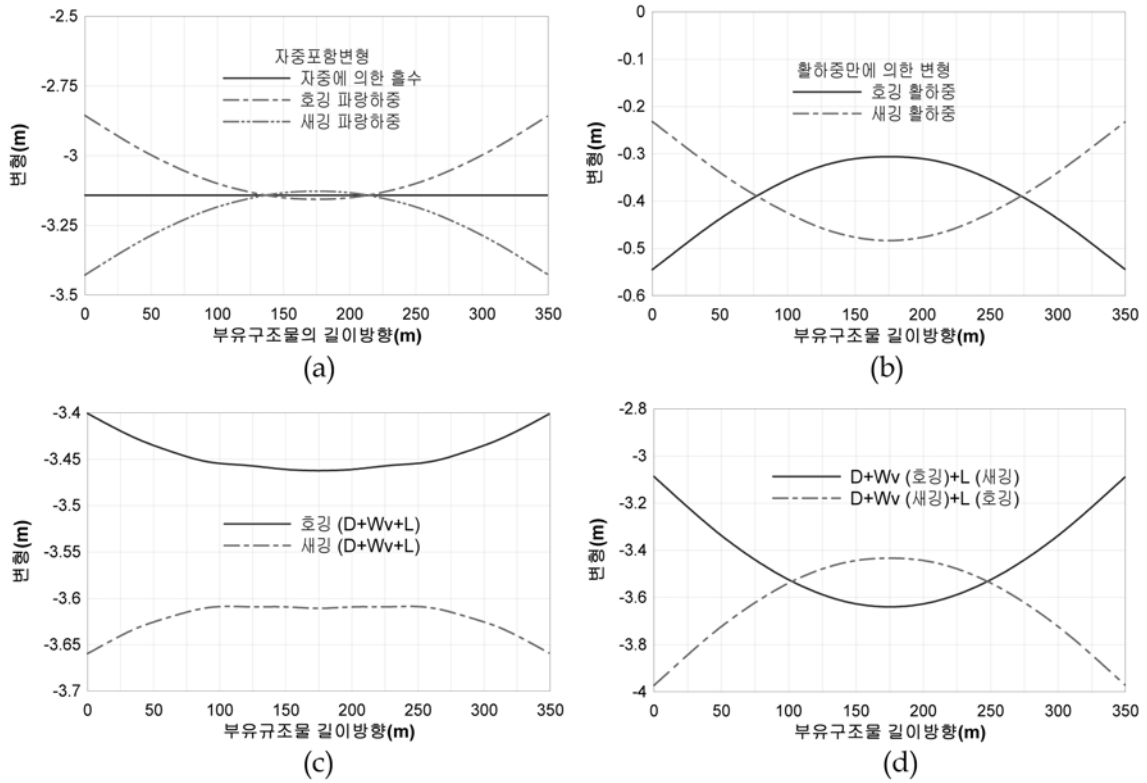 -2.5
-2.75
-3
-3.25
-3.5
변형(m)
자중포함변형
자중에 의한 흘수
호깅 파랑하중
새깅 파랑하중
0 50 100 150 200 250 300 350
부유구조물의 길이방향(m)
(a)
0
-0.1
-0.2
-0.3
-0.4
-0.5
-0.6
변형(m)
활하중만에 의한 변형
호깅 활하중
새깅 활하중
0 50 100 150 200 250 300 350
부유구조물 길이방향(m)
(b)
-3.4
-3.45
-3.5
-3.55
-3.6
-3.65
-3.7
변형(m)
호깅 (D+Wv+L)
새깅 (D+Wv+L)
0 50 100 150 200 250 300 350
부유규조물 길이방향(m)
(c)
-2.8
-3
-3.2
-3.4
-3.6
-3.8
-4
변형(m)
D+Wv (호깅)+L (새깅)
D+Wv (새깅)+L (호깅)
0 50 100 150 200 250 300 350
부유구조물 길이방향(m)
(d)